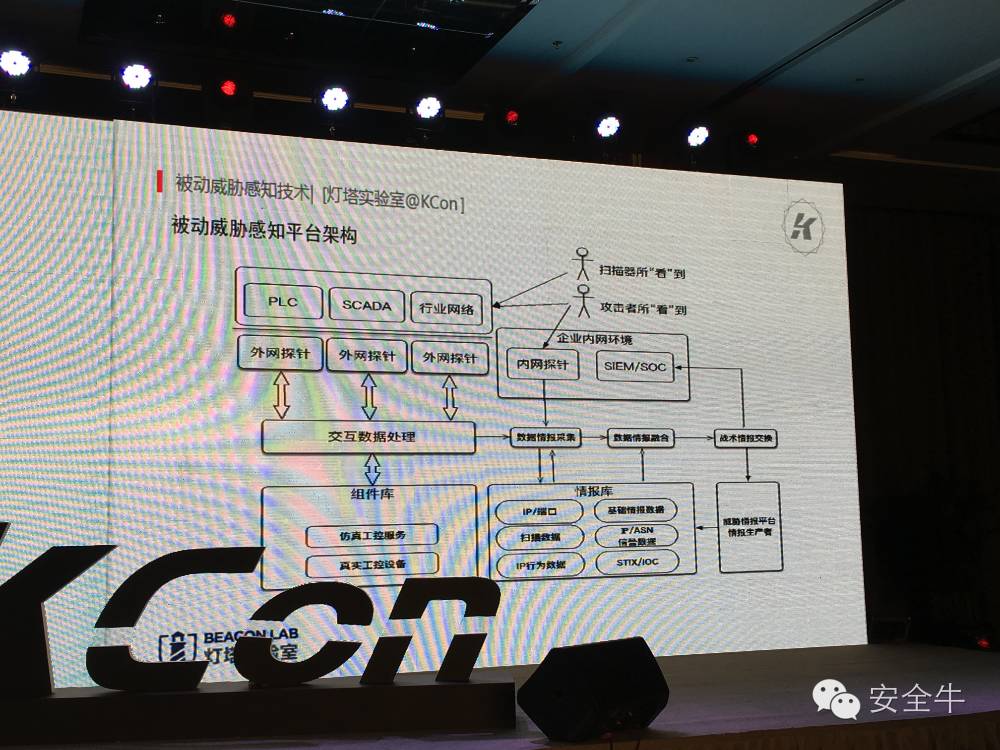 被动威胁感知技术| [灯塔实验室@KCon]
被动威胁感知平台架构
扫描器所“看”到
攻击者所“看”到
PLC
SCADA
行业网络
外网探针
外网探针
外网探针
企业内网环境
内网探针
SIEM/SOC
交互数据处理
数据情报采集
数据情报融合
战术情报交换
组件库
仿真工控服务
真实工控设备
情报库
IP/端口
基础情报数据
扫描数据
IP/ASN
信誉数据
IP行为数据
STIX/IOC
威胁情报平台
情报生产者
BEACON LAB
灯塔实验室
KCon
安全牛